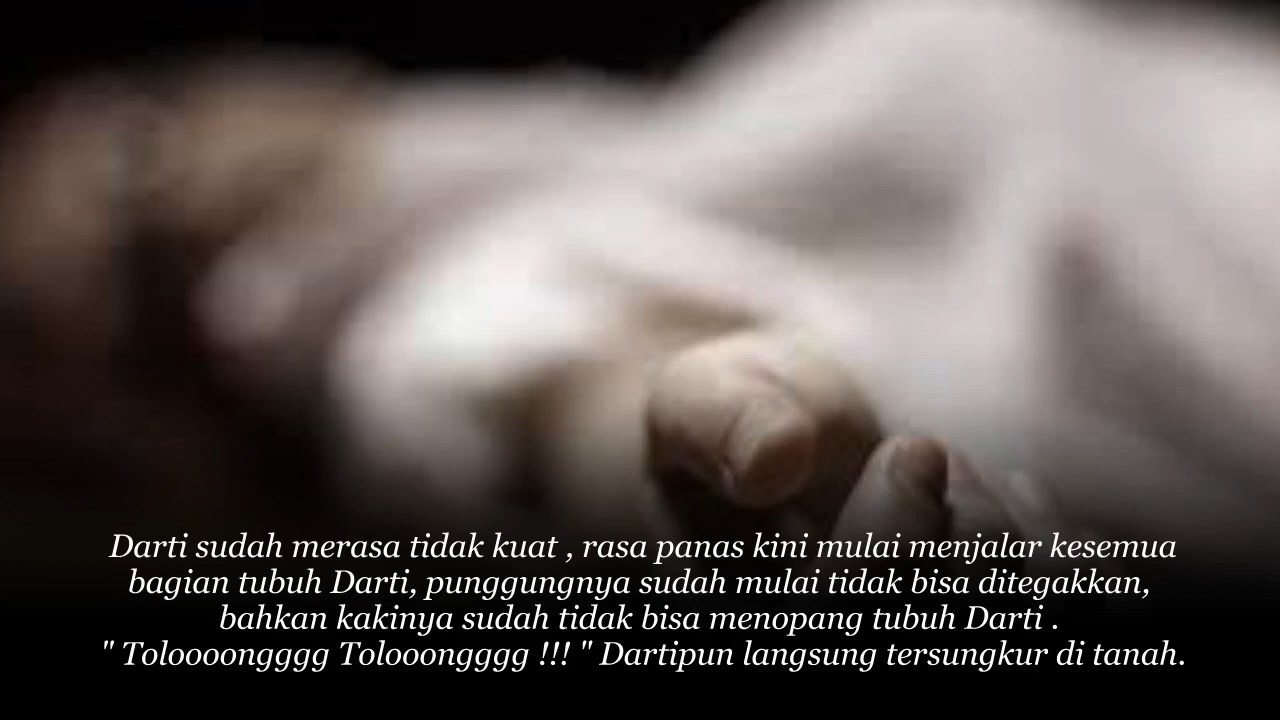 Darti sudah merasa tidak kuat , rasa panas kini mulai menjalar kesemua
bagian tubuh Darti, punggungnya sudah mulai tidak bisa ditegakkan,
bahkan kakinya sudah tidak bisa menopang tubuh Darti .
" Toloooongggg Tolooongggg !!! " Dartipun langsung tersungkur di tanah.